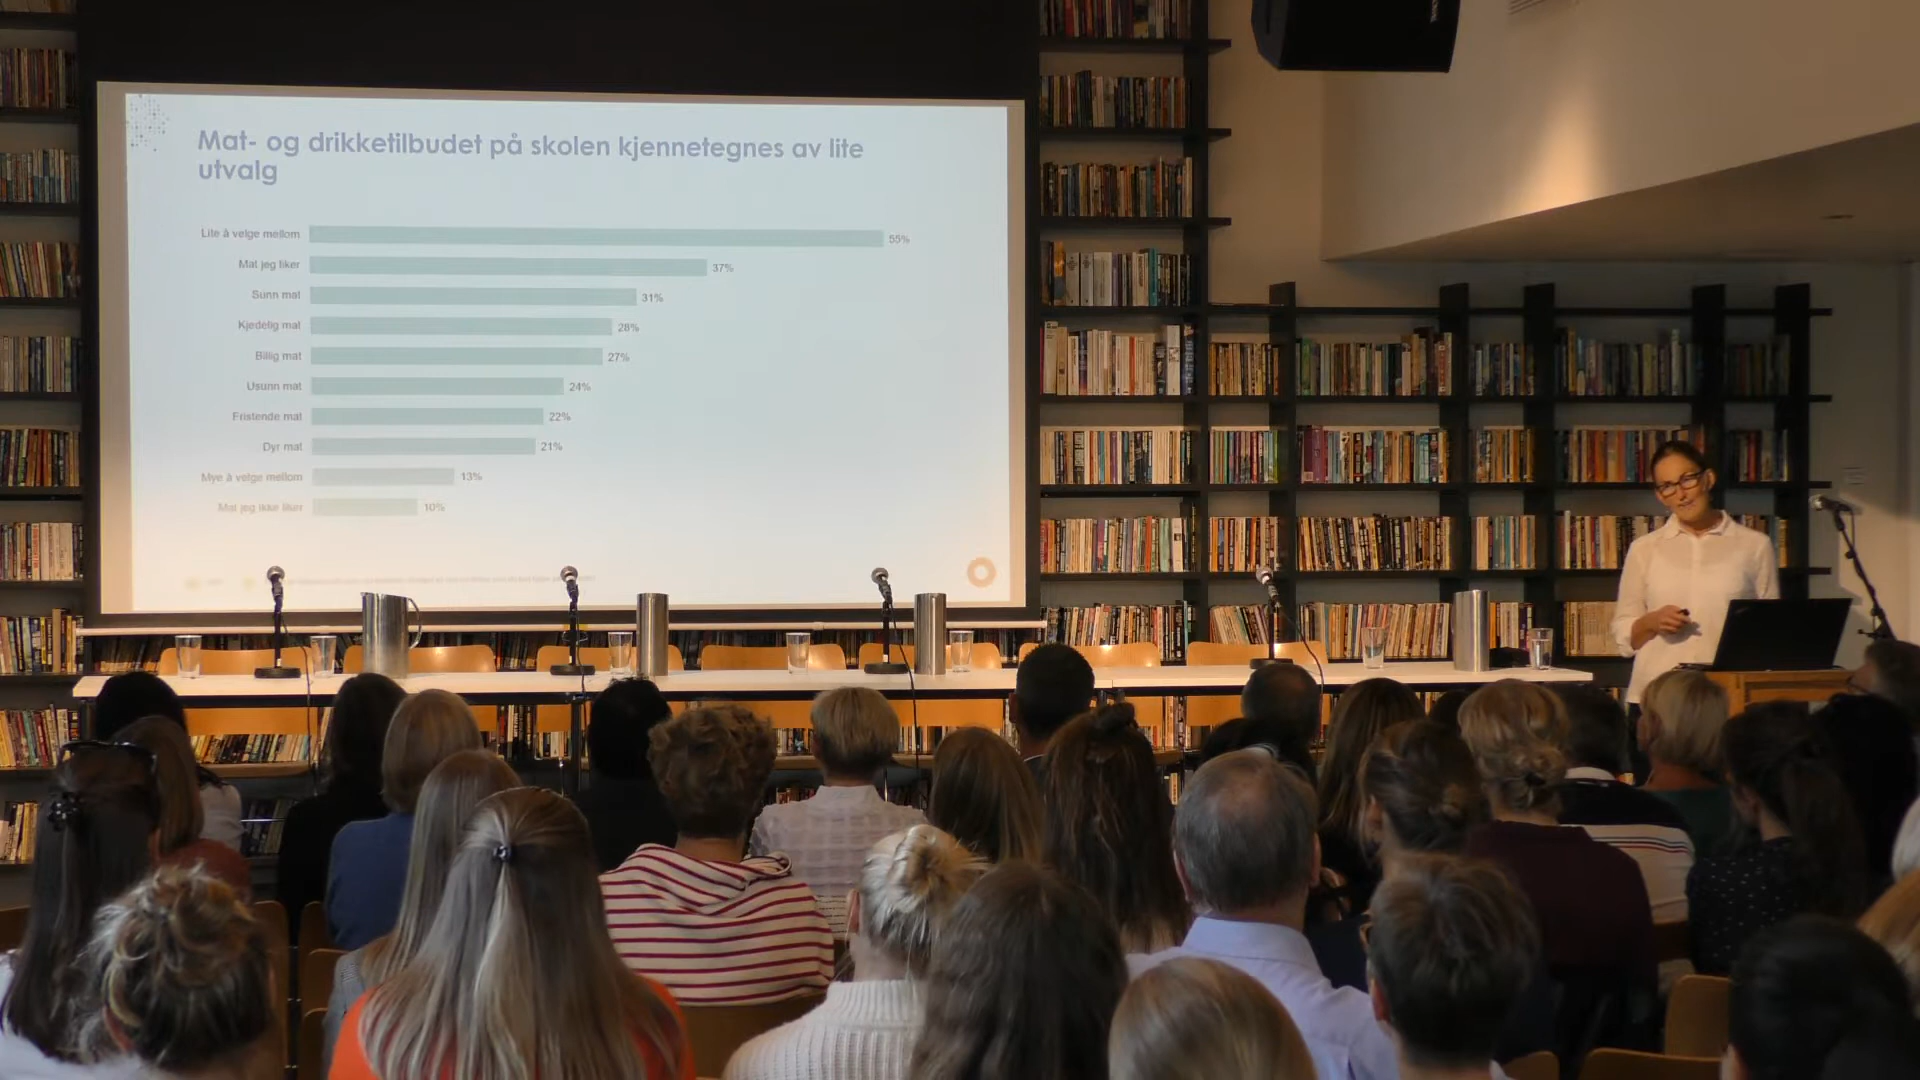 Mat- og drikketilbudet på skolen kjennetegnes av lite
utvalg
Lite å velge mellom 55%
Mat jeg liker 37%
Sunn mat 31%
Kjedelig mat 28%
Billig mat 27%
Usunn mat 24%
Fristende mat 22%
Dyr mat 21%
Mye å velge mellom 13%
Mat jeg ikke liker 10%